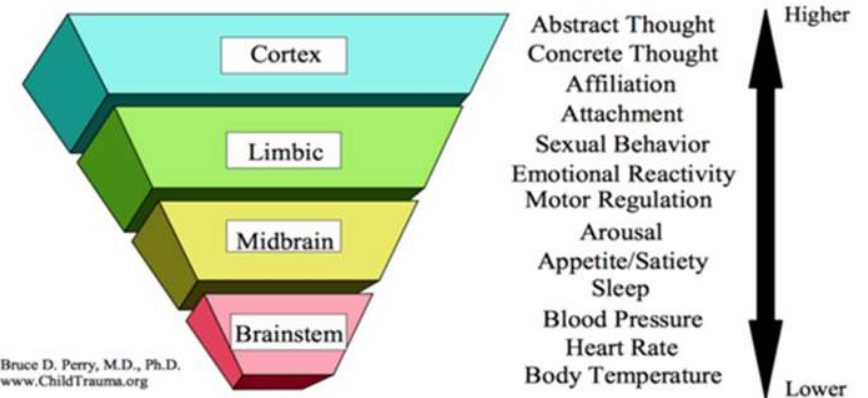 Cortex
Limbic
Midbrain
Brainstem
Bruce D. Perry, M.D., Ph.D.
www.ChildTrauma.org
Abstract Thought
Concrete Thought
Affiliation
Attachment
Sexual Behavior
Emotional Reactivity
Motor Regulation
Arousal
Appetite/Satiety
Sleep
Blood Pressure
Heart Rate
Body Temperature
Higher
Lower